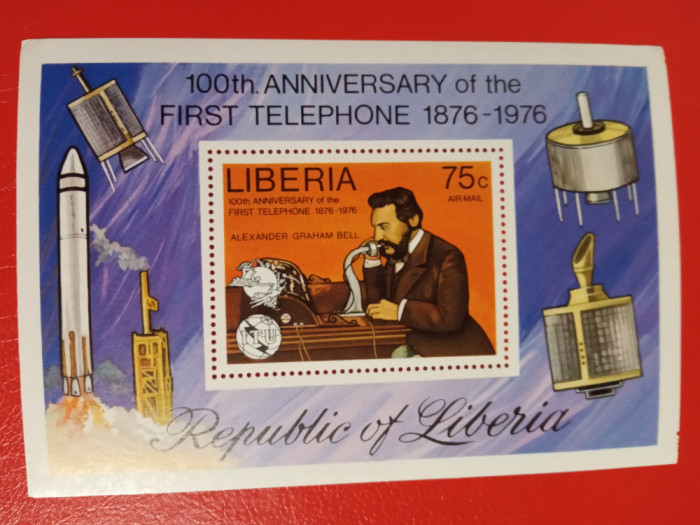 100th. ANNIVERSARY of the
FIRST TELEPHONE 1876-1976
LIBERIA 75c
100th ANNIVERSARY of the AIR MAIL
FIRST TELEPHONE 1876-1976
ALEXANDER GRAHAM BELL
ITU
Republic of Liberia